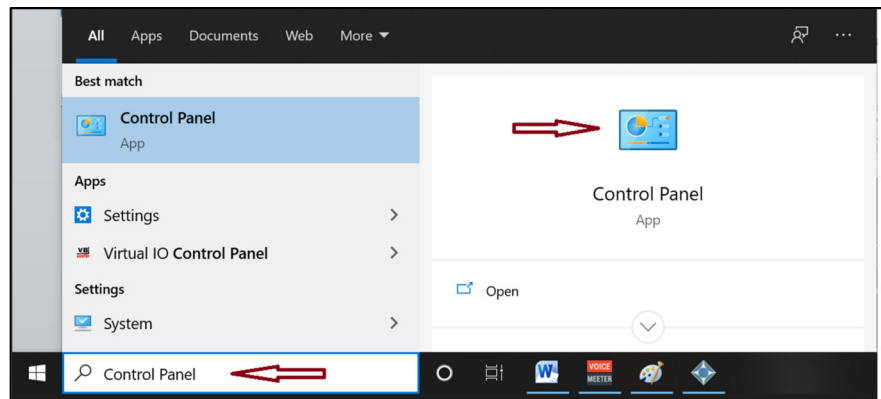 All Apps Documents Web More
Best match
Control Panel
App
Apps
Settings
Virtual IO Control Panel
Settings
System
Control Panel
App
Open
Control Panel
W
VOICE
MEETER